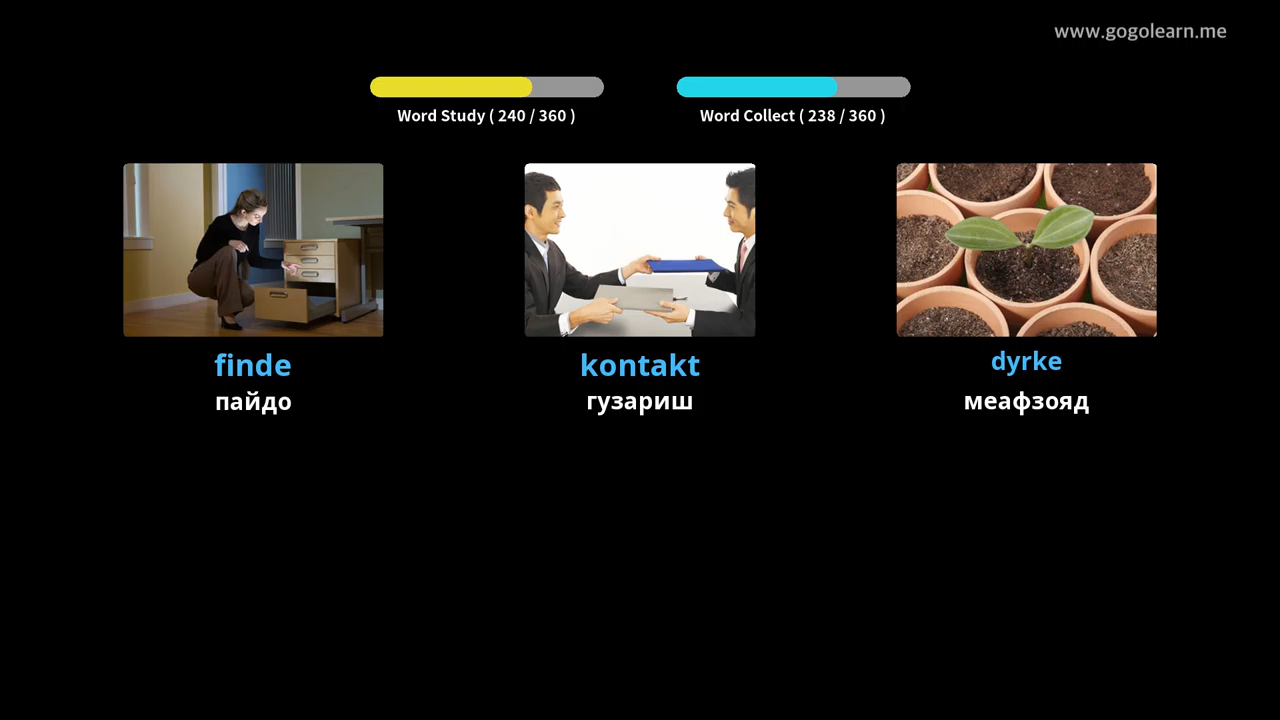 www.gogolearn.me
Word Study ( 240 / 360 )
Word Collect ( 238 / 360 )
finde
kontakt
dyrke
пайдо
гузариш
меафзояд